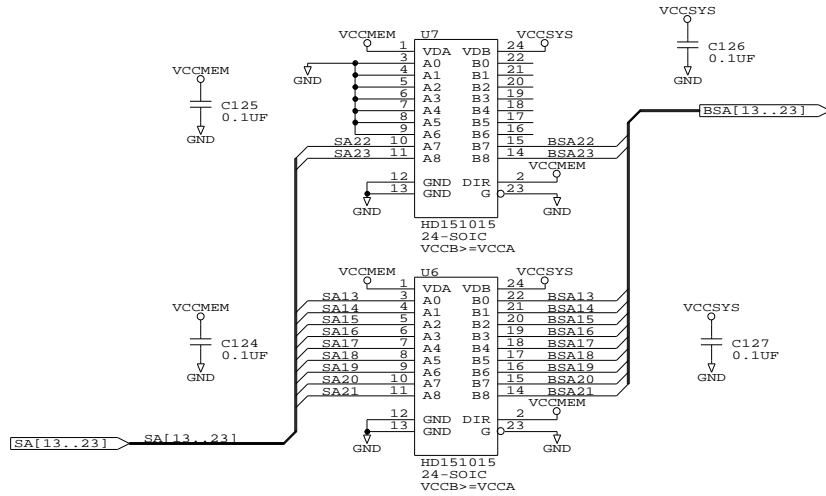 VCCSYS
C126
0.1UF
GND
VCCMEM
C125
0.1UF
GND
U7
VCCMEM
VCCSYS
1 VDA VDB 24
3 A0 B0 22
4 A1 B1 21
5 A2 B2 20
6 A3 B3 19
7 A4 B4 18
8 A5 B5 17
9 A6 B6 16
SA22 10 A7 B7 15 BSA22
SA23 11 A8 B8 14 BSA23
GND
VCCMEM
12 GND DIR 2
13 GND G 23
GND
GND
HD151015
24-SOIC
VCCB>=VCCA
BSA[13..23]
U6
VCCMEM
VCCSYS
1 VDA VDB 24
SA13 3 A0 B0 22 BSA13
SA14 4 A1 B1 21 BSA14
SA15 5 A2 B2 20 BSA15
SA16 6 A3 B3 19 BSA16
SA17 7 A4 B4 18 BSA17
SA18 8 A5 B5 17 BSA18
SA19 9 A6 B6 16 BSA19
SA20 10 A7 B7 15 BSA20
SA21 11 A8 B8 14 BSA21
VCCMEM
12 GND DIR 2
13 GND G 23
GND
GND
HD151015
24-SOIC
VCCB>=VCCA
VCCMEM
C124
0.1UF
GND
VCCSYS
C127
0.1UF
GND
SA[13..23]
SA[13..23]